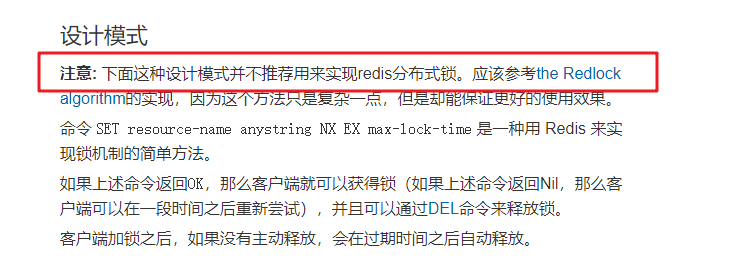 设计模式
注意: 下面这种设计模式并不推荐用来实现redis分布式锁。应该参考the Redlock
algorithm的实现，因为这个方法只是复杂一点，但是却能保证更好的使用效果。
命令 SET resource-name anystring NX EX max-lock-time 是一种用 Redis 来实
现锁机制的简单方法。
如果上述命令返回OK，那么客户端就可以获得锁（如果上述命令返回Nil，那么客
户端可以在一段时间之后重新尝试），并且可以通过DEL命令来释放锁。
客户端加锁之后，如果没有主动释放，会在过期时间之后自动释放。